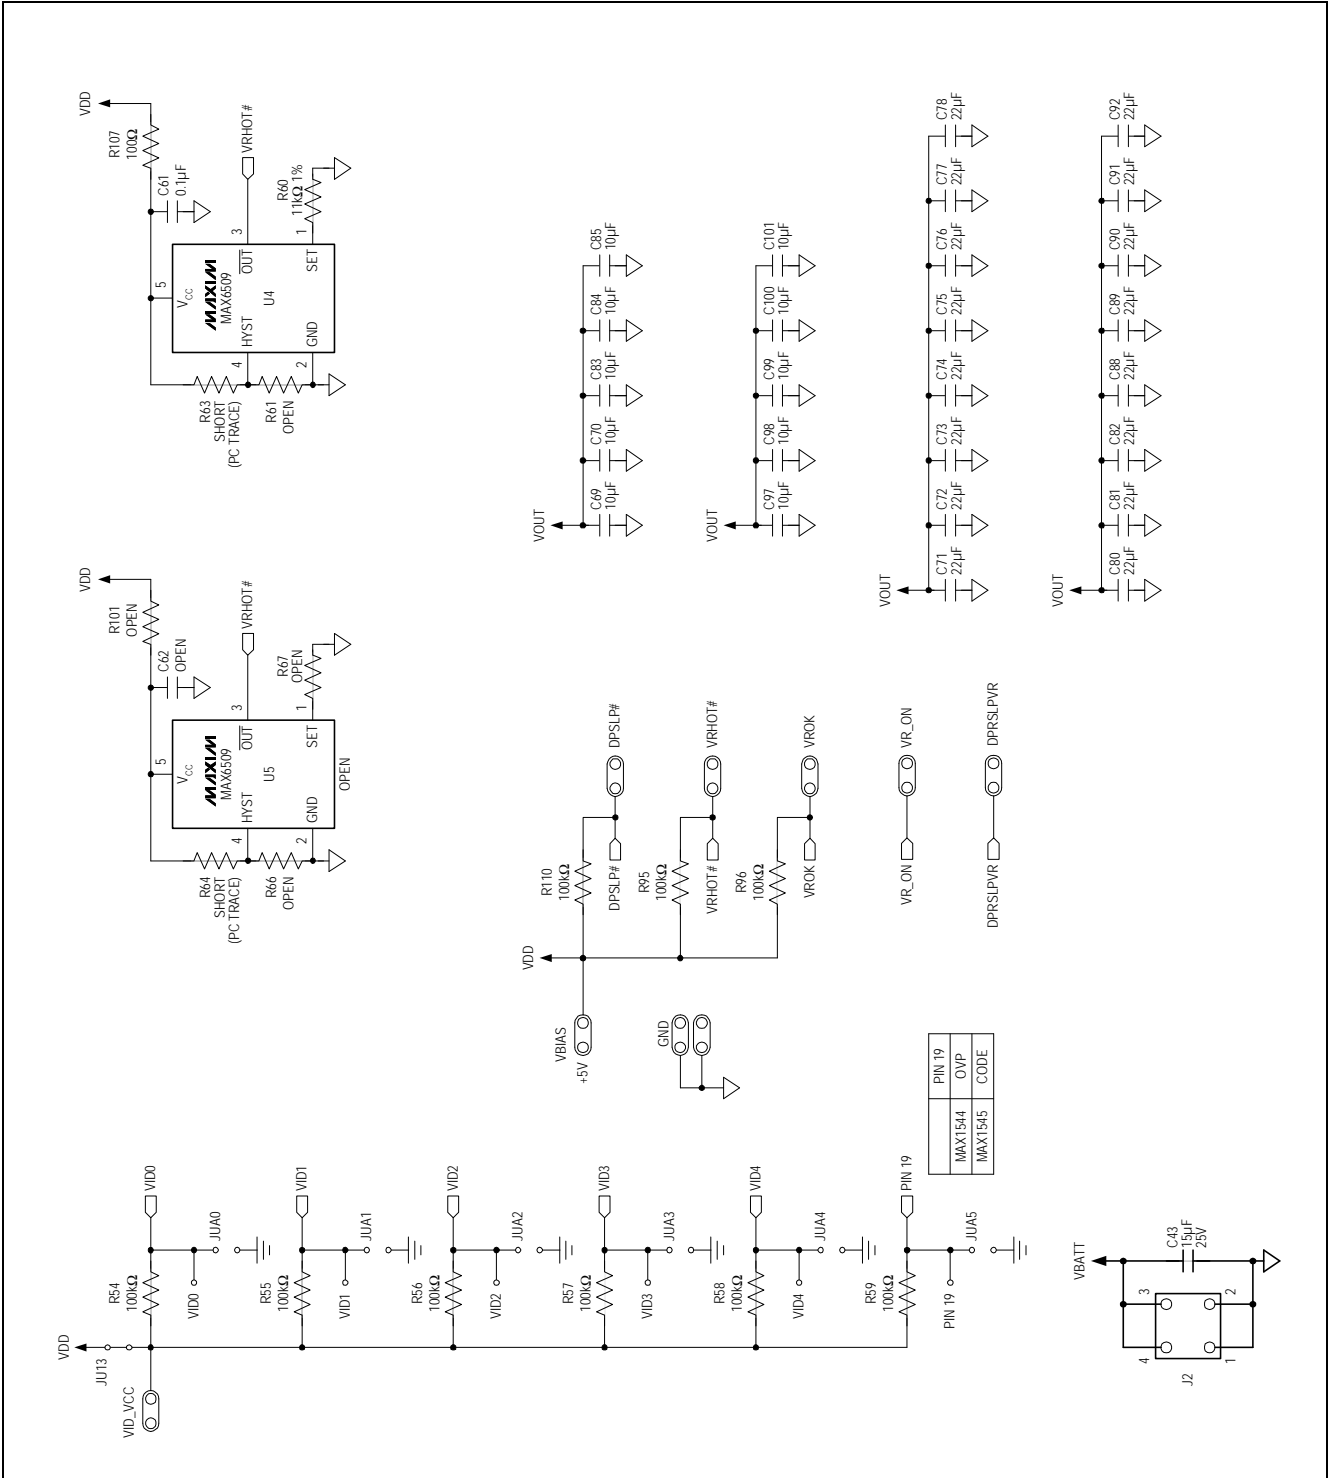 VDD
JU13
VID_VCC
R54
100kΩ
VID0
VID0
JUA0
R55
100kΩ
VID1
VID1
JUA1
R56
100kΩ
VID2
VID2
JUA2
R57
100kΩ
VID3
VID3
JUA3
R58
100kΩ
VID4
VID4
JUA4
R59
100kΩ
PIN 19
PIN 19
JUA5
VBATT
C43
15µF
25V
J2
4
3
1
2
PIN 19
MAX1544 OVP
MAX1545 CODE
VBIAS
+5V
GND
VDD
R110
100kΩ
DPSLP#
DPSLP#
R95
100kΩ
VRHOT#
VRHOT#
R96
100kΩ
VROK
VROK
VR_ON
VR_ON
DPRSLPVR
DPRSLPVR
R64
SHORT
(PC TRACE)
R66
OPEN
5
VCC
MAXIM
MAX6509
U5
HYST
4
GND
2
OUT
3
SET
1
OPEN
C62
OPEN
R101
OPEN
VDD
VRHOT#
R67
OPEN
R63
SHORT
(PC TRACE)
R61
OPEN
5
VCC
MAXIM
MAX6509
U4
HYST
4
GND
2
OUT
3
SET
1
C61
0.1µF
R107
100Ω
VDD
VRHOT#
R60
11kΩ 1%
VOUT
C69
10µF
C70
10µF
C83
10µF
C84
10µF
C85
10µF
VOUT
C97
10µF
C98
10µF
C99
10µF
C100
10µF
C101
10µF
VOUT
C71
22µF
C72
22µF
C73
22µF
C74
22µF
C75
22µF
C76
22µF
C77
22µF
C78
22µF
VOUT
C80
22µF
C81
22µF
C82
22µF
C88
22µF
C89
22µF
C90
22µF
C91
22µF
C92
22µF